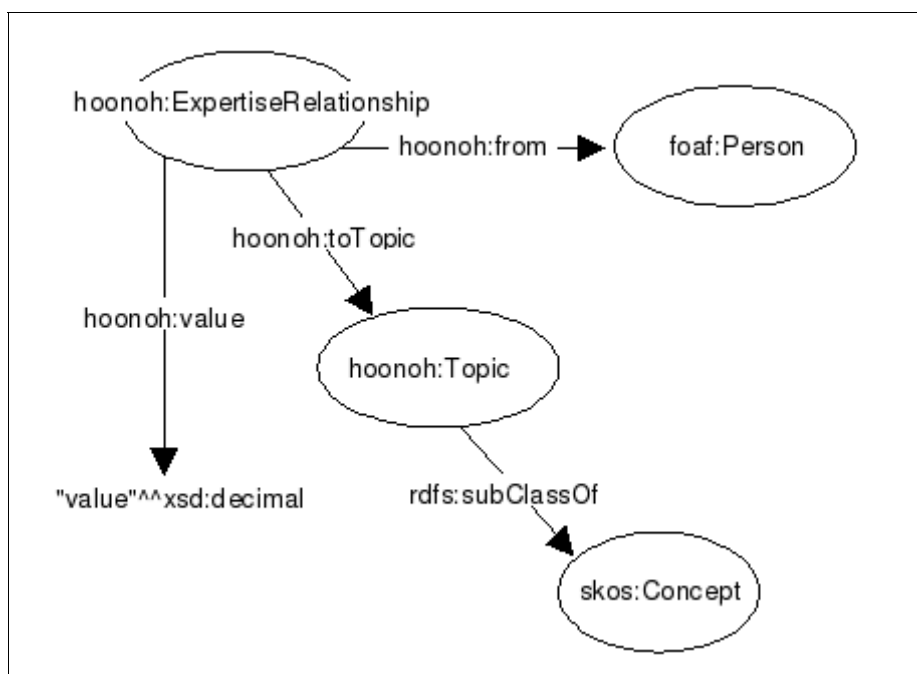 hoonoh:ExpertiseRelationship
hoonoh:from
foaf:Person
hoonoh:toTopic
hoonoh:value
hoonoh:Topic
"value"^^xsd:decimal
rdfs:subClassOf
skos:Concept